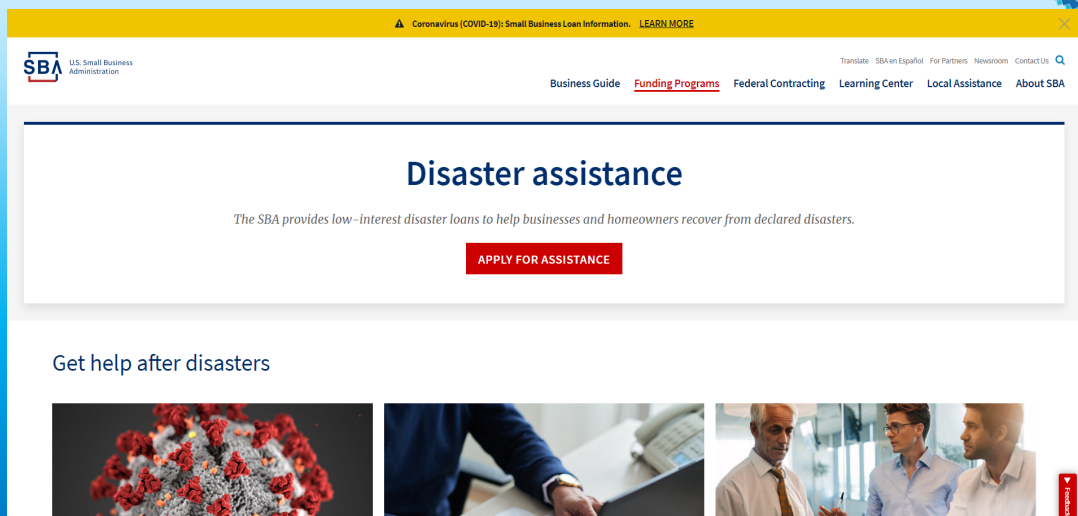 Coronavirus (COVID-19): Small Business Loan Information. LEARN MORE
SBA U.S. Small Business
Administration
Translate SBA en Español For Partners Newsroom Contact Us
Business Guide Funding Programs Federal Contracting Learning Center Local Assistance About SBA
Disaster assistance
The SBA provides low-interest disaster loans to help businesses and homeowners recover from declared disasters.
APPLY FOR ASSISTANCE
Get help after disasters
Feedback